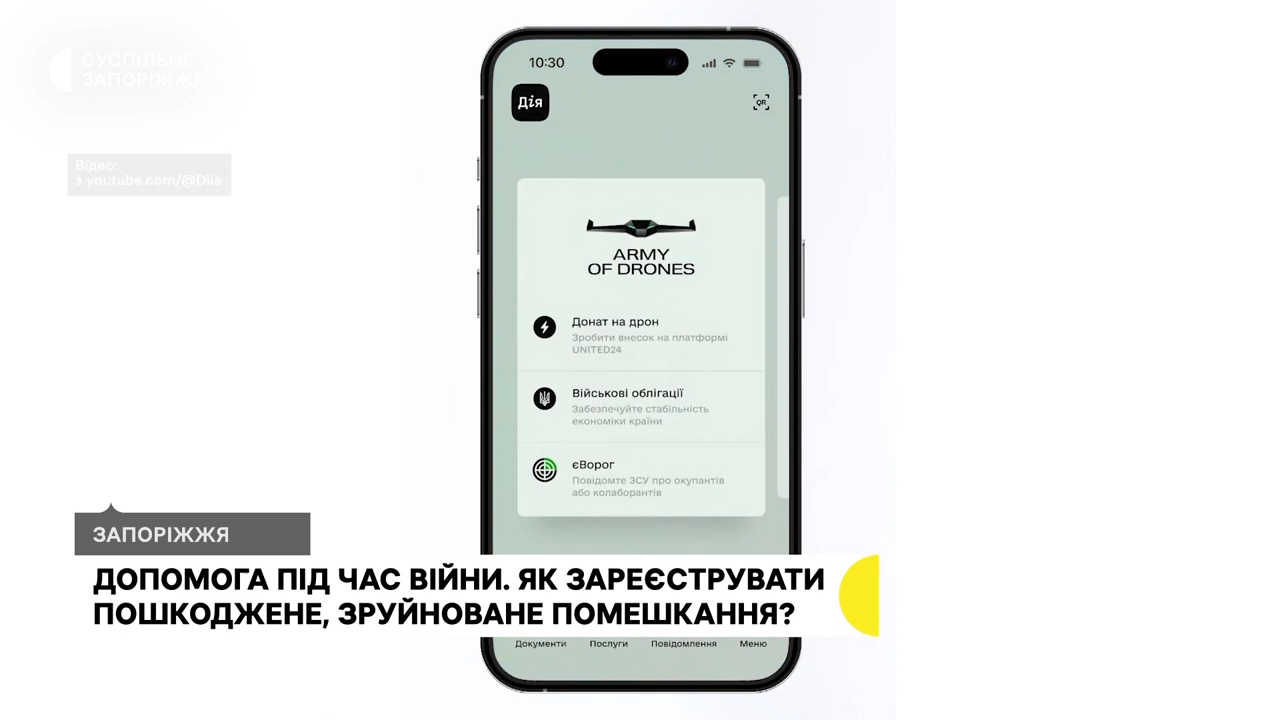 СУСПІЛЬНЕ
ЗАПОРІЖЖЯ
Відео:
з youtube.com/@Diia
10:30
Дія
QR
ARMY
OF DRONES
Донат на дрон
Зробити внесок на платформі
UNITED24
Військові облігації
Забезпечуйте стабільність
економіки країни
єВорог
Повідомте ЗСУ про окупантів
або колаборантів
ЗАПОРІЖЖЯ
ДОПОМОГА ПІД ЧАС ВІЙНИ. ЯК ЗАРЕЄСТРУВАТИ
ПОШКОДЖЕНЕ, ЗРУЙНОВАНЕ ПОМЕШКАННЯ?
Документи Послуги Повідомлення Меню